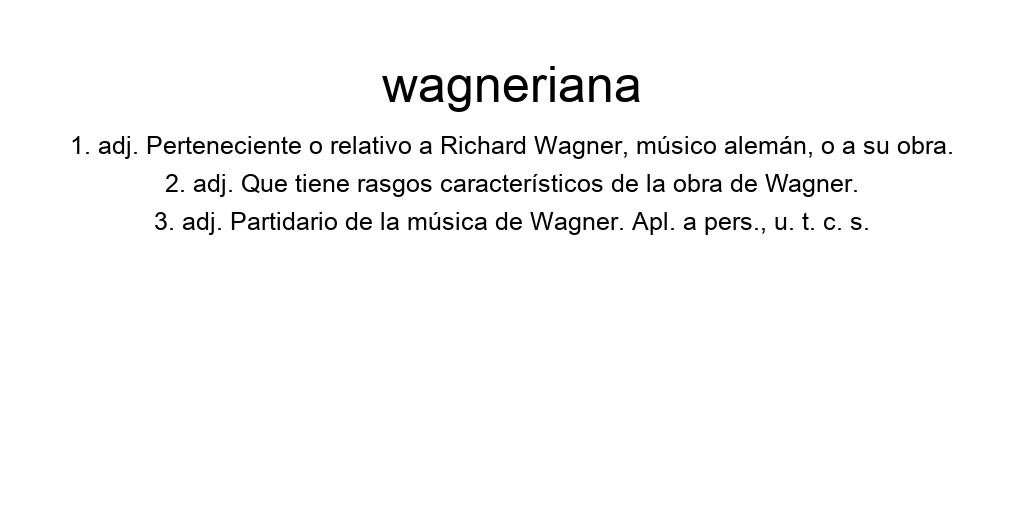 wagneriana
1. adj. Perteneciente o relativo a Richard Wagner, músico alemán, o a su obra.
2. adj. Que tiene rasgos característicos de la obra de Wagner.
3. adj. Partidario de la música de Wagner. Apl. a pers., u. t. c. s.